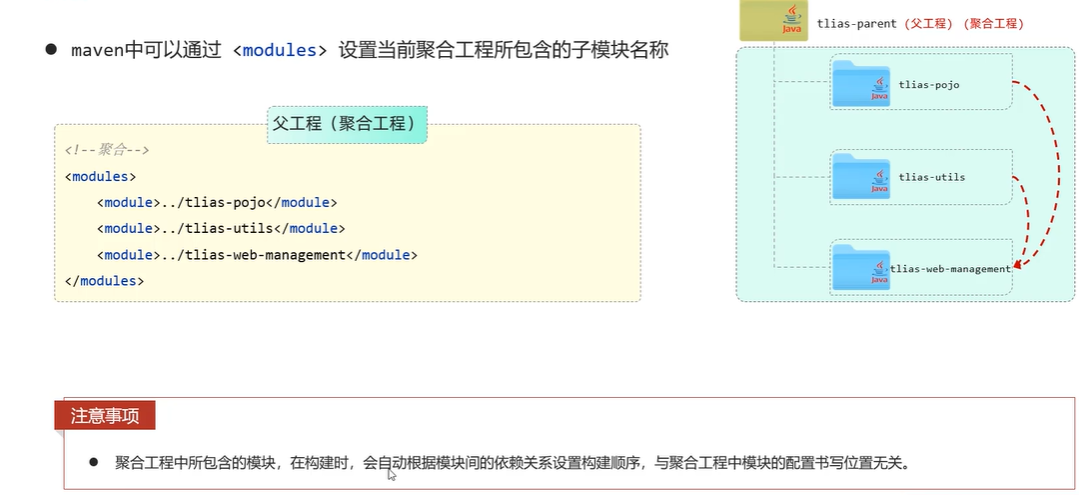 ● maven中可以通过 <modules> 设置当前聚合工程所包含的子模块名称
父工程（聚合工程）
<!--聚合-->
<modules>
    <module>../tlias-pojo</module>
    <module>../tlias-utils</module>
    <module>../tlias-web-management</module>
</modules>
Java
tlias-parent（父工程）（聚合工程）
Java
tlias-pojo
Java
tlias-utils
Java
tlias-web-management
注意事项
● 聚合工程中所包含的模块，在构建时，会自动根据模块间的依赖关系设置构建顺序，与聚合工程中模块的配置书写位置无关。